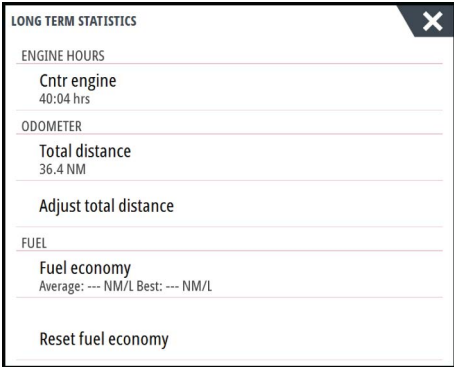 LONG TERM STATISTICS
ENGINE HOURS
Cntr engine
40:04 hrs
ODOMETER
Total distance
36.4 NM
Adjust total distance
FUEL
Fuel economy
Average: --- NM/L Best: --- NM/L
Reset fuel economy